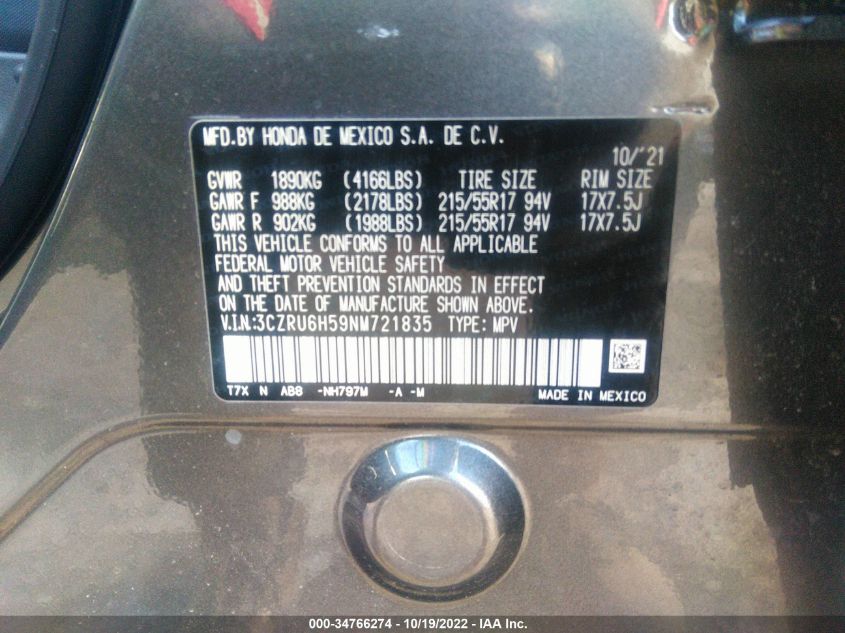 MFD.BY HONDA DE MEXICO S.A. DE C.V.
10/'21
GVWR 1890KG (4166LBS) TIRE SIZE RIM SIZE
GAWR F 988KG (2178LBS) 215/55R17 94V 17X7.5J
GAWR R 902KG (1988LBS) 215/55R17 94V 17X7.5J
THIS VEHICLE CONFORMS TO ALL APPLICABLE
FEDERAL MOTOR VEHICLE SAFETY
AND THEFT PREVENTION STANDARDS IN EFFECT
ON THE DATE OF MANUFACTURE SHOWN ABOVE.
V.I.N.:3CZRU6H59NM721835 TYPE: MPV
T7X N AB8 -NH797M -A -M MADE IN MEXICO
000-34766274 - 10/19/2022 - IAA Inc.